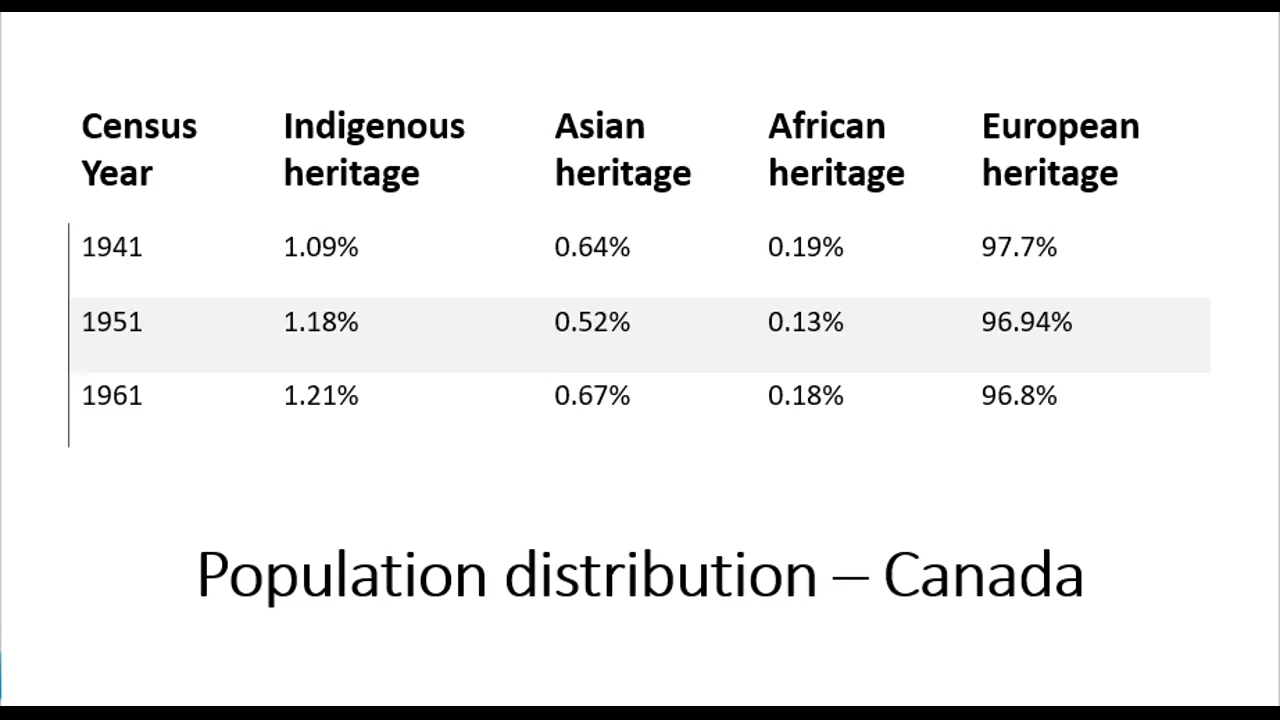 Census Year Indigenous heritage Asian heritage African heritage European heritage
1941 1.09% 0.64% 0.19% 97.7%
1951 1.18% 0.52% 0.13% 96.94%
1961 1.21% 0.67% 0.18% 96.8%
Population distribution – Canada